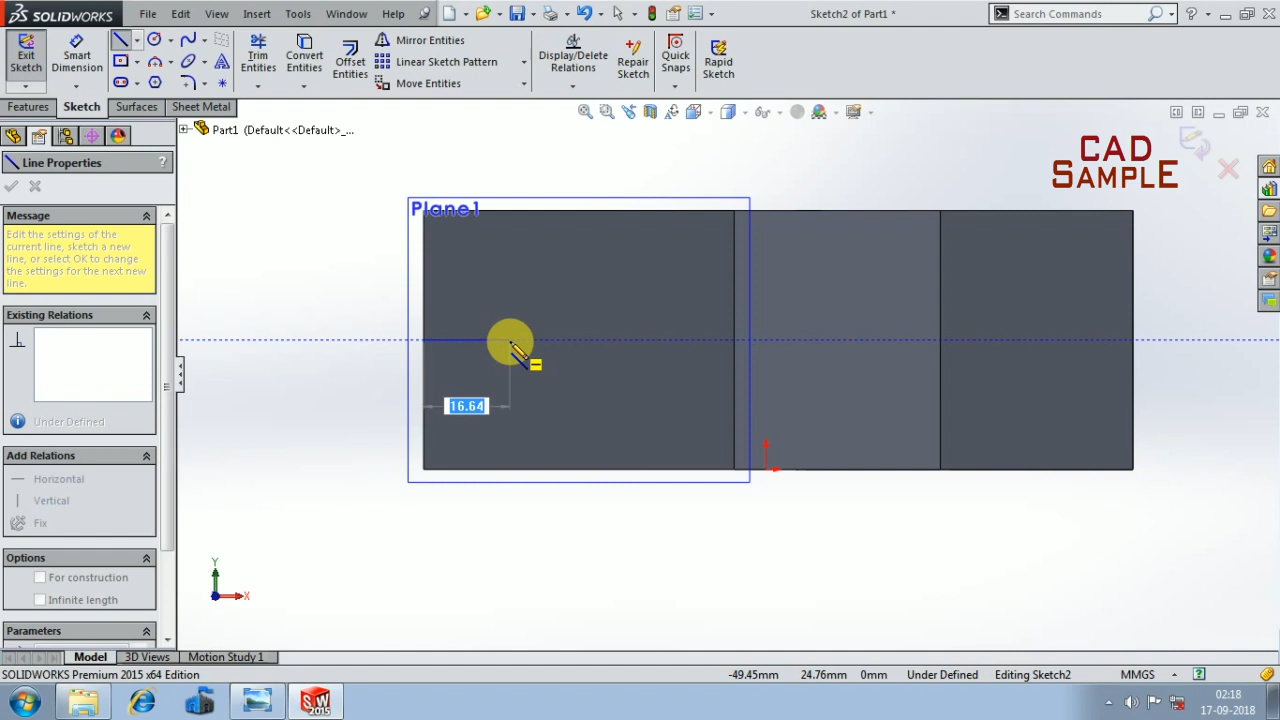 SOLIDWORKS
File Edit View Insert Tools Window Help
Sketch2 of Part1 *
Search Commands
Exit Sketch
Smart Dimension
Trim Entities
Convert Entities
Offset Entities
Mirror Entities
Linear Sketch Pattern
Move Entities
Display/Delete Relations
Repair Sketch
Quick Snaps
Rapid Sketch
Features Sketch Surfaces Sheet Metal
Part1 (Default<<Default>_...
CAD
SAMPLE
Line Properties
?
Message
Edit the settings of the
current line, sketch a new
line, or select OK to change
the settings for the next new
line.
Existing Relations
Under Defined
Add Relations
Horizontal
Vertical
Fix
Options
For construction
Infinite length
Parameters
Plane1
16.64
Y
X
Model 3D Views Motion Study 1
SOLIDWORKS Premium 2015 x64 Edition
-49.45mm 24.76mm 0mm Under Defined Editing Sketch2 MMGS
SW
2015
02:18
17-09-2018